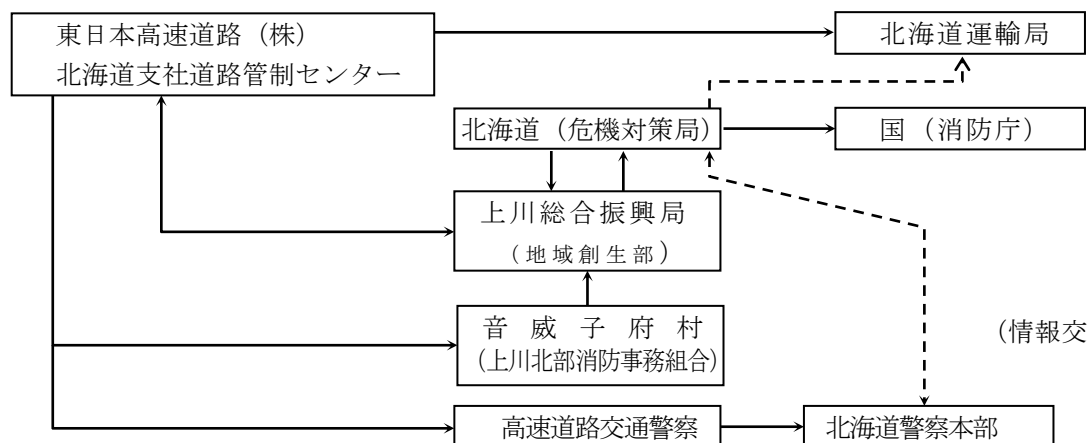 東日本高速道路（株）
北海道支社道路管制センター
北海道運輸局
北海道（危機対策局）
国（消防庁）
上川総合振興局
（地域創生部）
音威子府村
（上川北部消防事務組合）
（情報交
高速道路交通警察
北海道警察本部